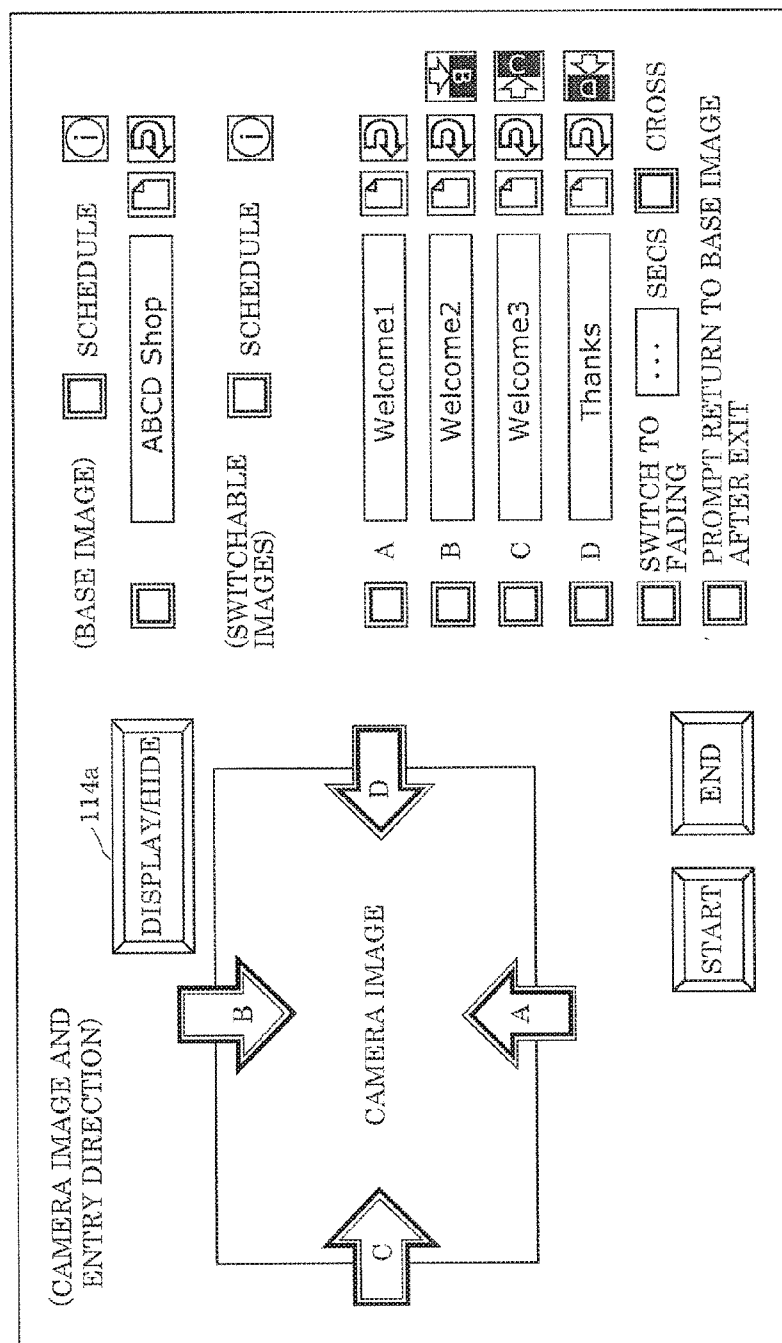 (CAMERA IMAGE AND
ENTRY DIRECTION)
114a
DISPLAY/HIDE
B
C
CAMERA IMAGE
D
A
START
END
(BASE IMAGE)
SCHEDULE
i
ABCD Shop
(SWITCHABLE
IMAGES)
SCHEDULE
i
A
Welcome1
B
Welcome2
B
C
Welcome3
C
D
Thanks
D
SWITCH TO
FADING
...
SECS
CROSS
PROMPT RETURN TO BASE IMAGE
AFTER EXIT